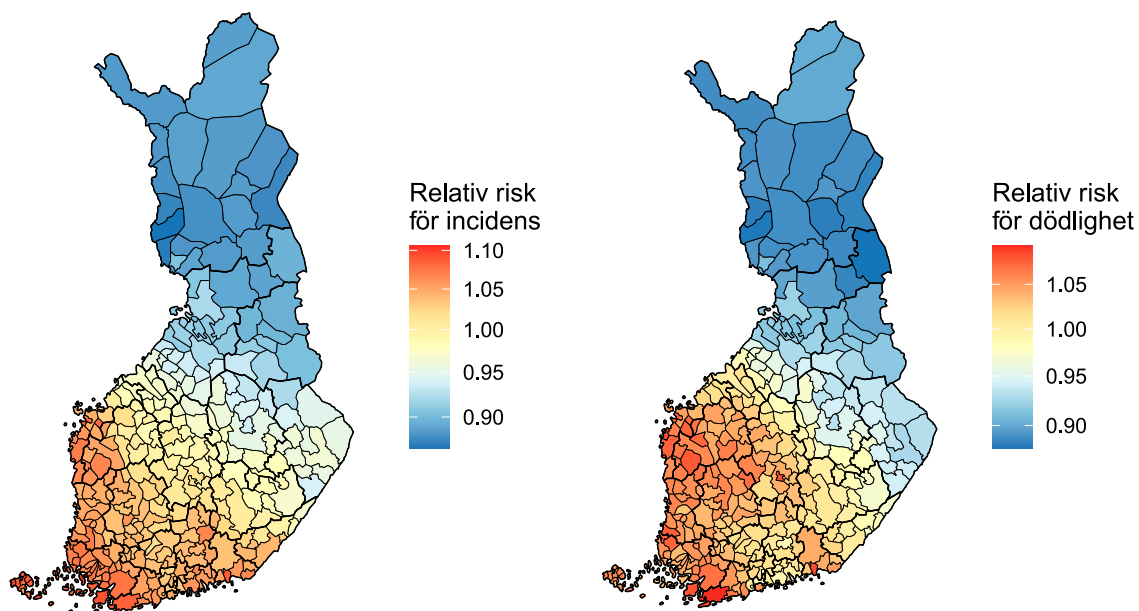 Relativ risk
för incidens
1.10
1.05
1.00
0.95
0.90
Relativ risk
för dödlighet
1.05
1.00
0.95
0.90